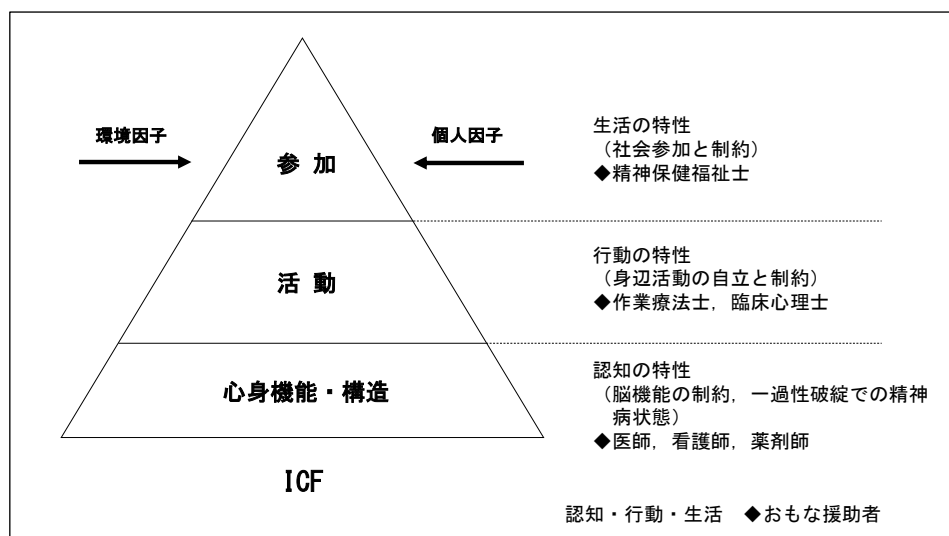 環境因子
個人因子
参 加
生活の特性
（社会参加と制約）
◆精神保健福祉士
活 動
行動の特性
（身辺活動の自立と制約）
◆作業療法士，臨床心理士
心身機能・構造
認知の特性
（脳機能の制約，一過性破綻での精神
病状態）
◆医師，看護師，薬剤師
ICF
認知・行動・生活　◆おもな援助者